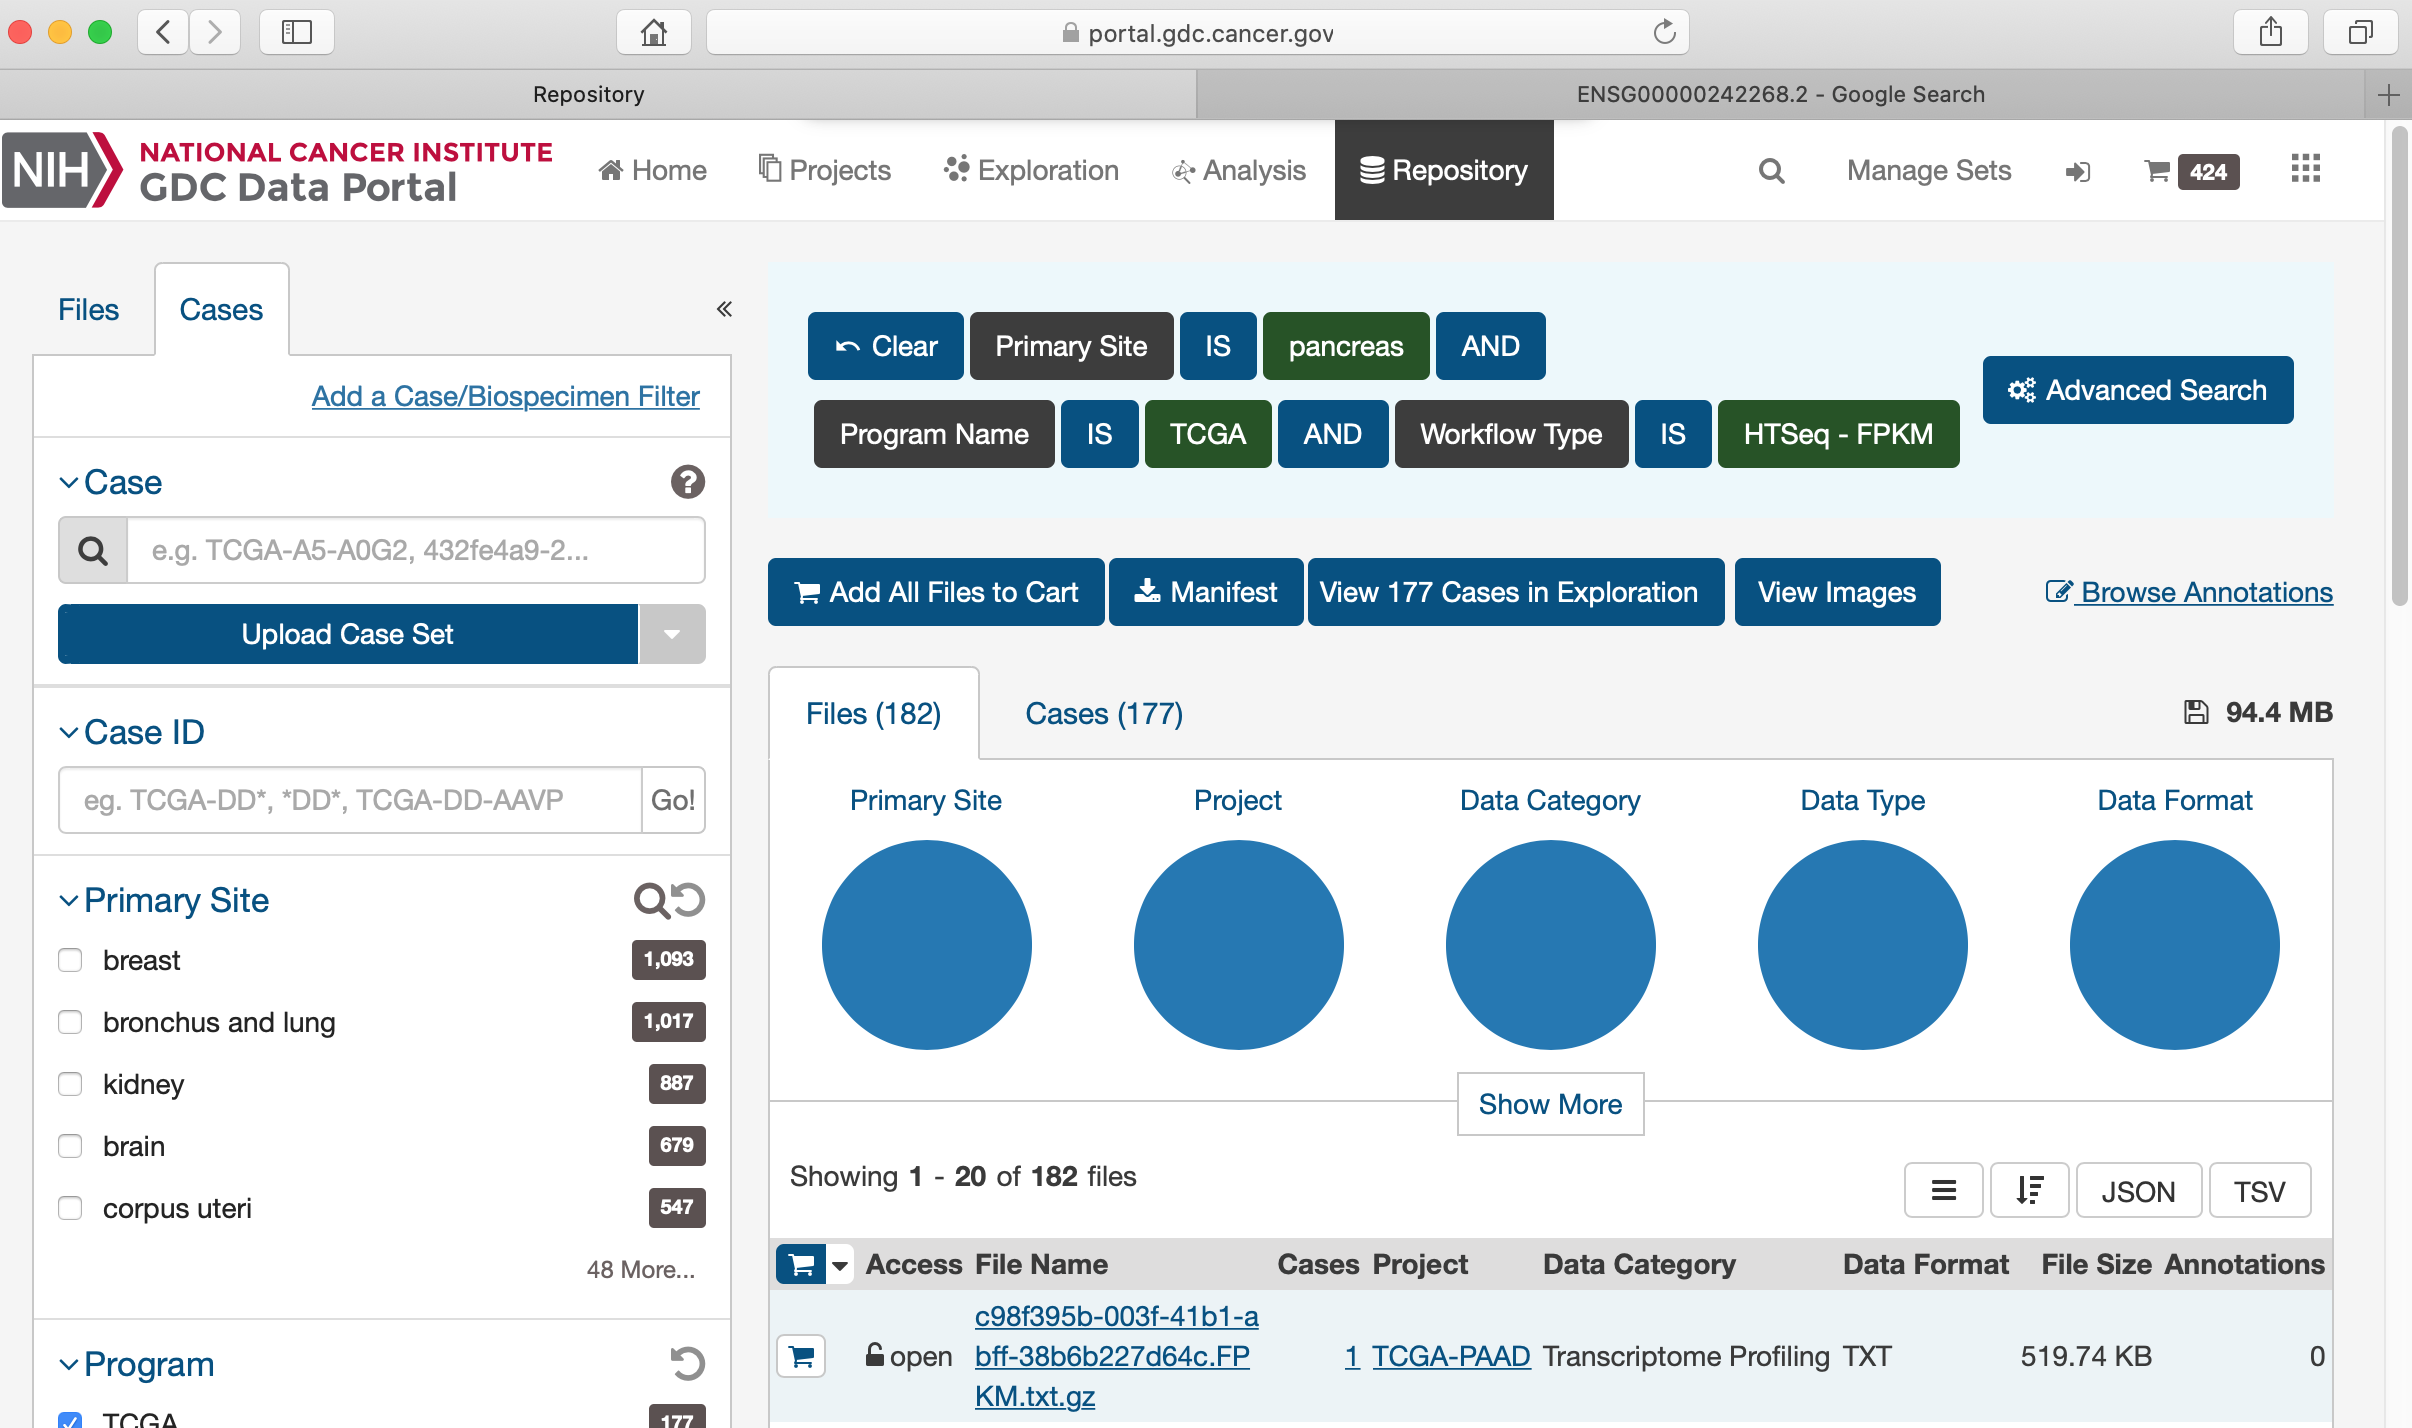 portal.gdc.cancer.gov
Repository
ENSG00000242268.2 - Google Search
NIH
NATIONAL CANCER INSTITUTE
GDC Data Portal
Home
Projects
Exploration
Analysis
Repository
Manage Sets
424
Files
Cases
Add a Case/Biospecimen Filter
Case
e.g. TCGA-A5-A0G2, 432fe4a9-2...
Upload Case Set
Case ID
eg. TCGA-DD*, *DD*, TCGA-DD-AAVP
Go!
Primary Site
breast 1,093
bronchus and lung 1,017
kidney 887
brain 679
corpus uteri 547
48 More...
Program
TCGA 177
Clear Primary Site IS pancreas AND
Program Name IS TCGA AND Workflow Type IS HTSeq - FPKM
Advanced Search
Add All Files to Cart
Manifest
View 177 Cases in Exploration
View Images
Browse Annotations
Files (182)
Cases (177)
94.4 MB
Primary Site
Project
Data Category
Data Type
Data Format
Show More
Showing 1 - 20 of 182 files
JSON
TSV
Access File Name Cases Project Data Category Data Format File Size Annotations
c98f395b-003f-41b1-a
open bff-38b6b227d64c.FP 1 TCGA-PAAD Transcriptome Profiling TXT 519.74 KB 0
KM.txt.gz